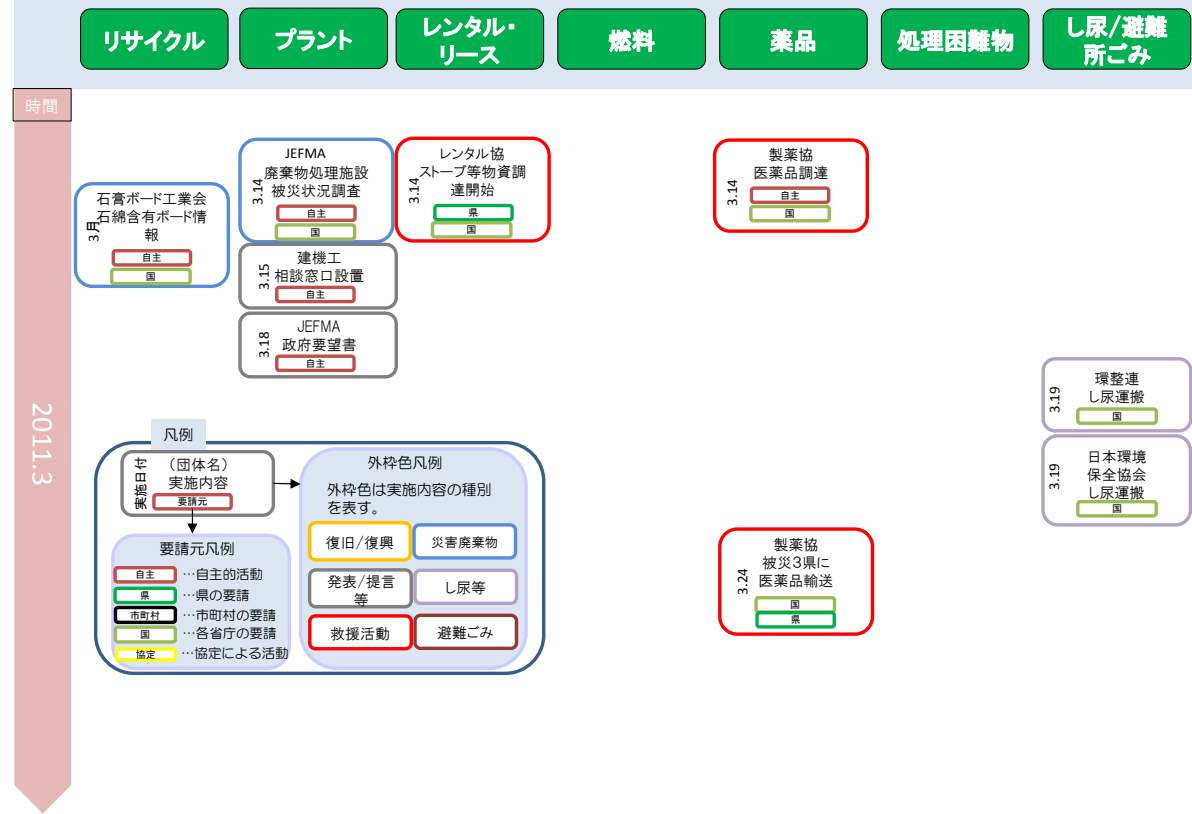 リサイクル
プラント
レンタル・
リース
燃料
薬品
処理困難物
し尿/避難
所ごみ
時間
2011.3
3月
石膏ボード工業会
石綿含有ボード情
報
自主
国
3.14
JEFMA
廃棄物処理施設
被災状況調査
自主
国
3.15
建機工
相談窓口設置
自主
3.18
JEFMA
政府要望書
自主
3.14
レンタル協
ストーブ等物資調
達開始
県
国
3.14
製薬協
医薬品調達
自主
国
3.24
製薬協
被災3県に
医薬品輸送
国
県
3.19
環整連
し尿運搬
国
3.19
日本環境
保全協会
し尿運搬
国
凡例
実施日付
(団体名)
実施内容
要請元
要請元凡例
自主 …自主的活動
県 …県の要請
市町村 …市町村の要請
国 …各省庁の要請
協定 …協定による活動
外枠色凡例
外枠色は実施内容の種別
を表す。
復旧/復興
災害廃棄物
発表/提言
等
し尿等
救援活動
避難ごみ